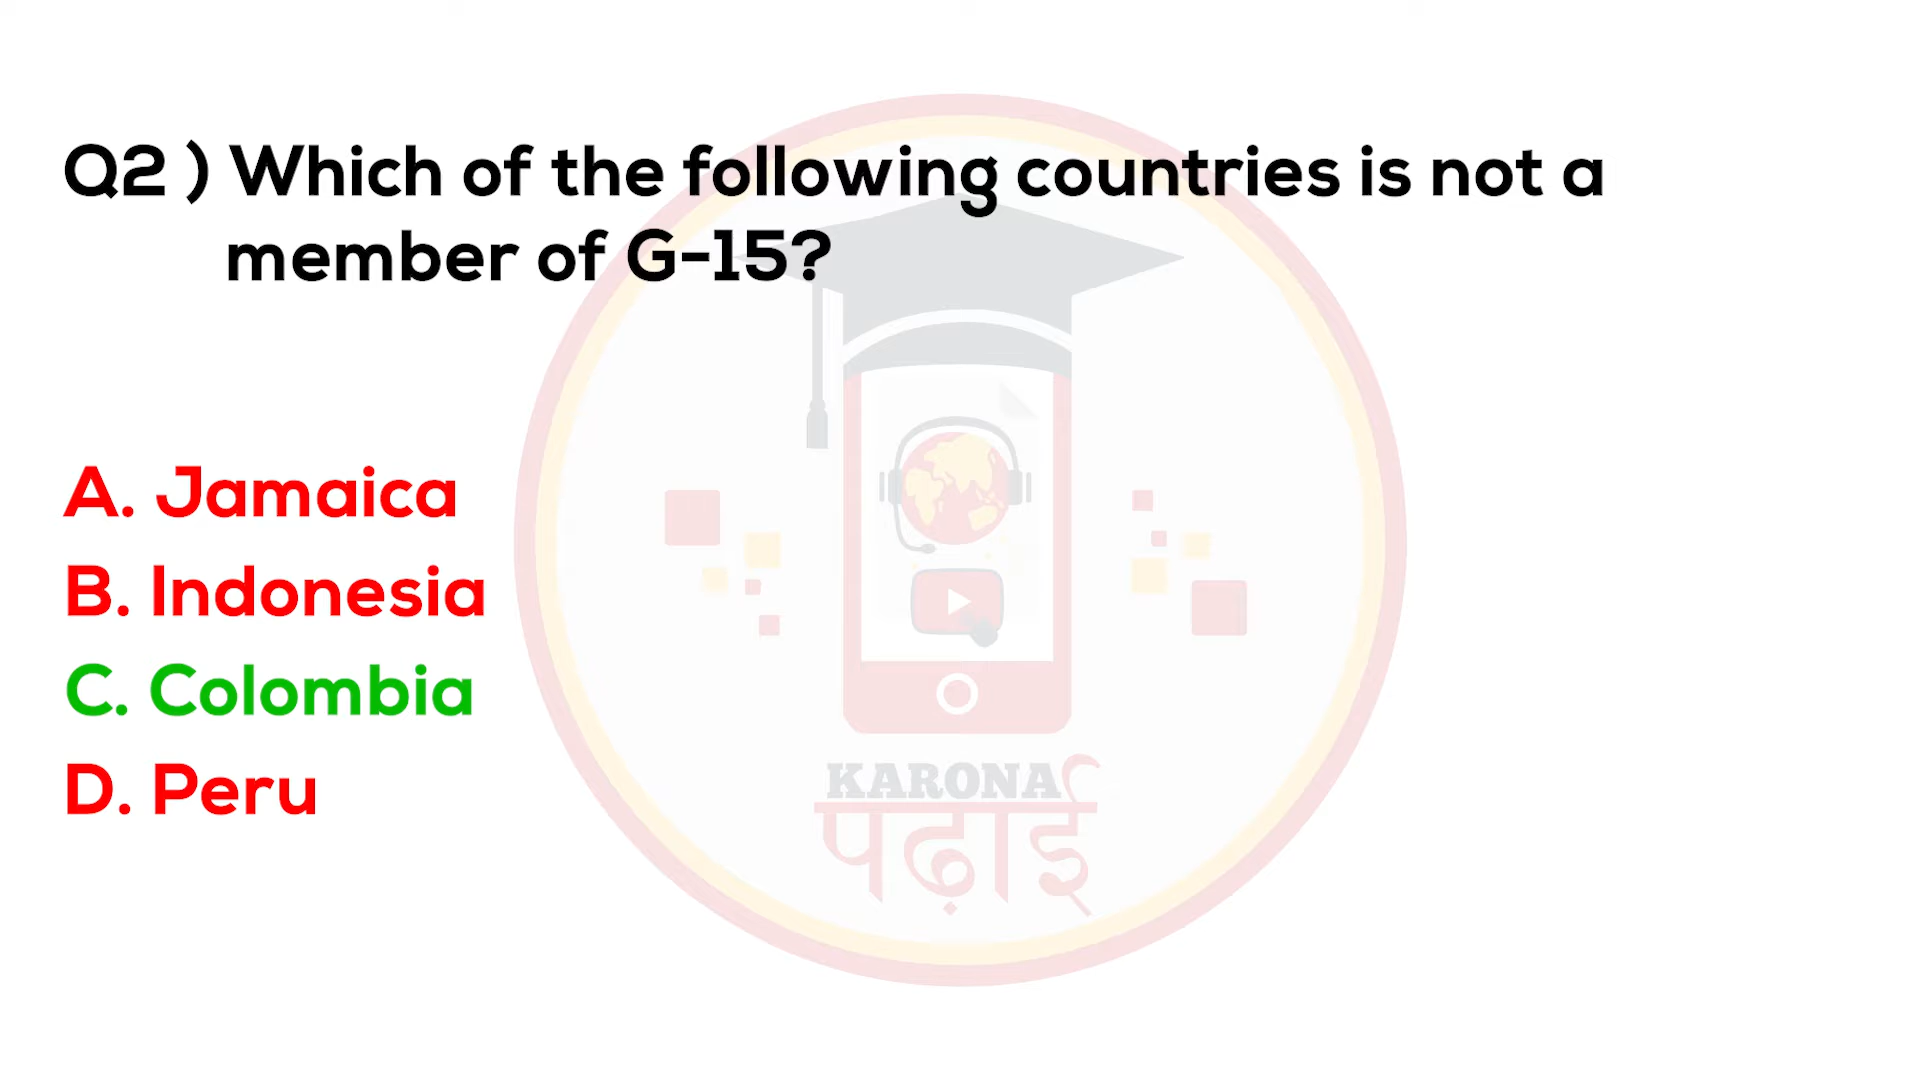 Q2 ) Which of the following countries is not a
member of G-15?
A. Jamaica
B. Indonesia
C. Colombia
D. Peru
KARONA
पढ़ाई